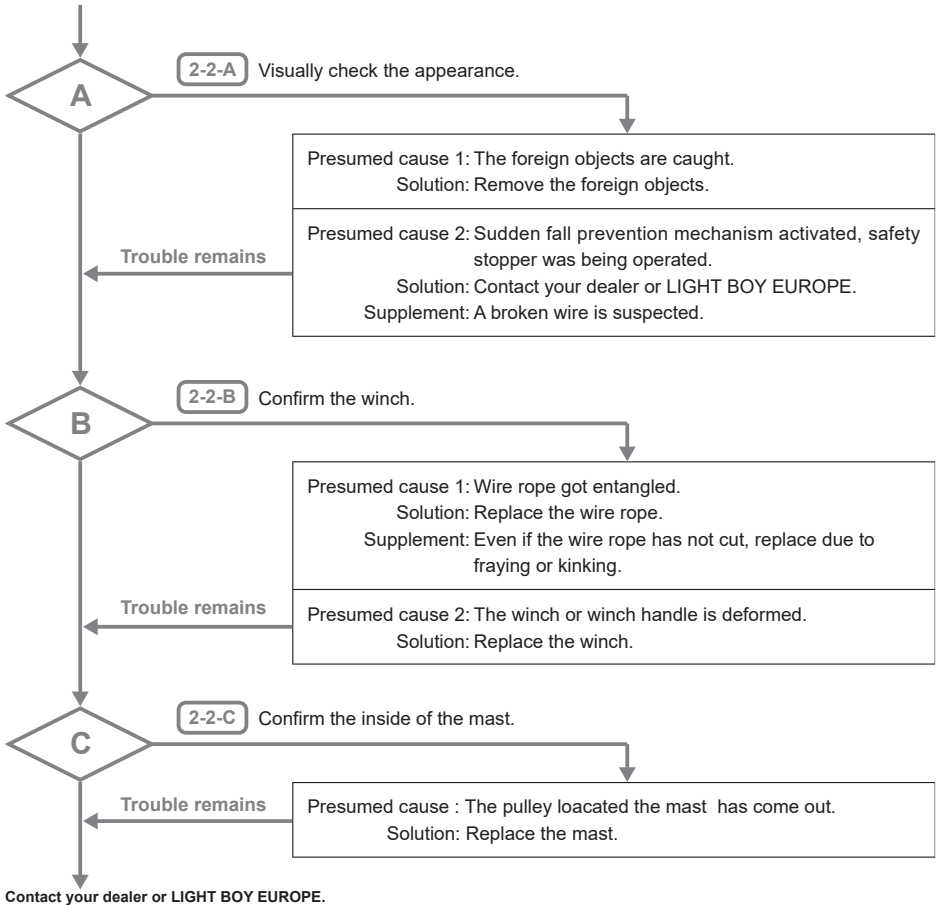 2-2-A Visually check the appearance.
A
Presumed cause 1: The foreign objects are caught.
Solution: Remove the foreign objects.
Presumed cause 2: Sudden fall prevention mechanism activated, safety
stopper was being operated.
Solution: Contact your dealer or LIGHT BOY EUROPE.
Supplement: A broken wire is suspected.
Trouble remains
2-2-B Confirm the winch.
B
Presumed cause 1: Wire rope got entangled.
Solution: Replace the wire rope.
Supplement: Even if the wire rope has not cut, replace due to
fraying or kinking.
Trouble remains
Presumed cause 2: The winch or winch handle is deformed.
Solution: Replace the winch.
2-2-C Confirm the inside of the mast.
C
Trouble remains
Presumed cause : The pulley loacated the mast has come out.
Solution: Replace the mast.
Contact your dealer or LIGHT BOY EUROPE.